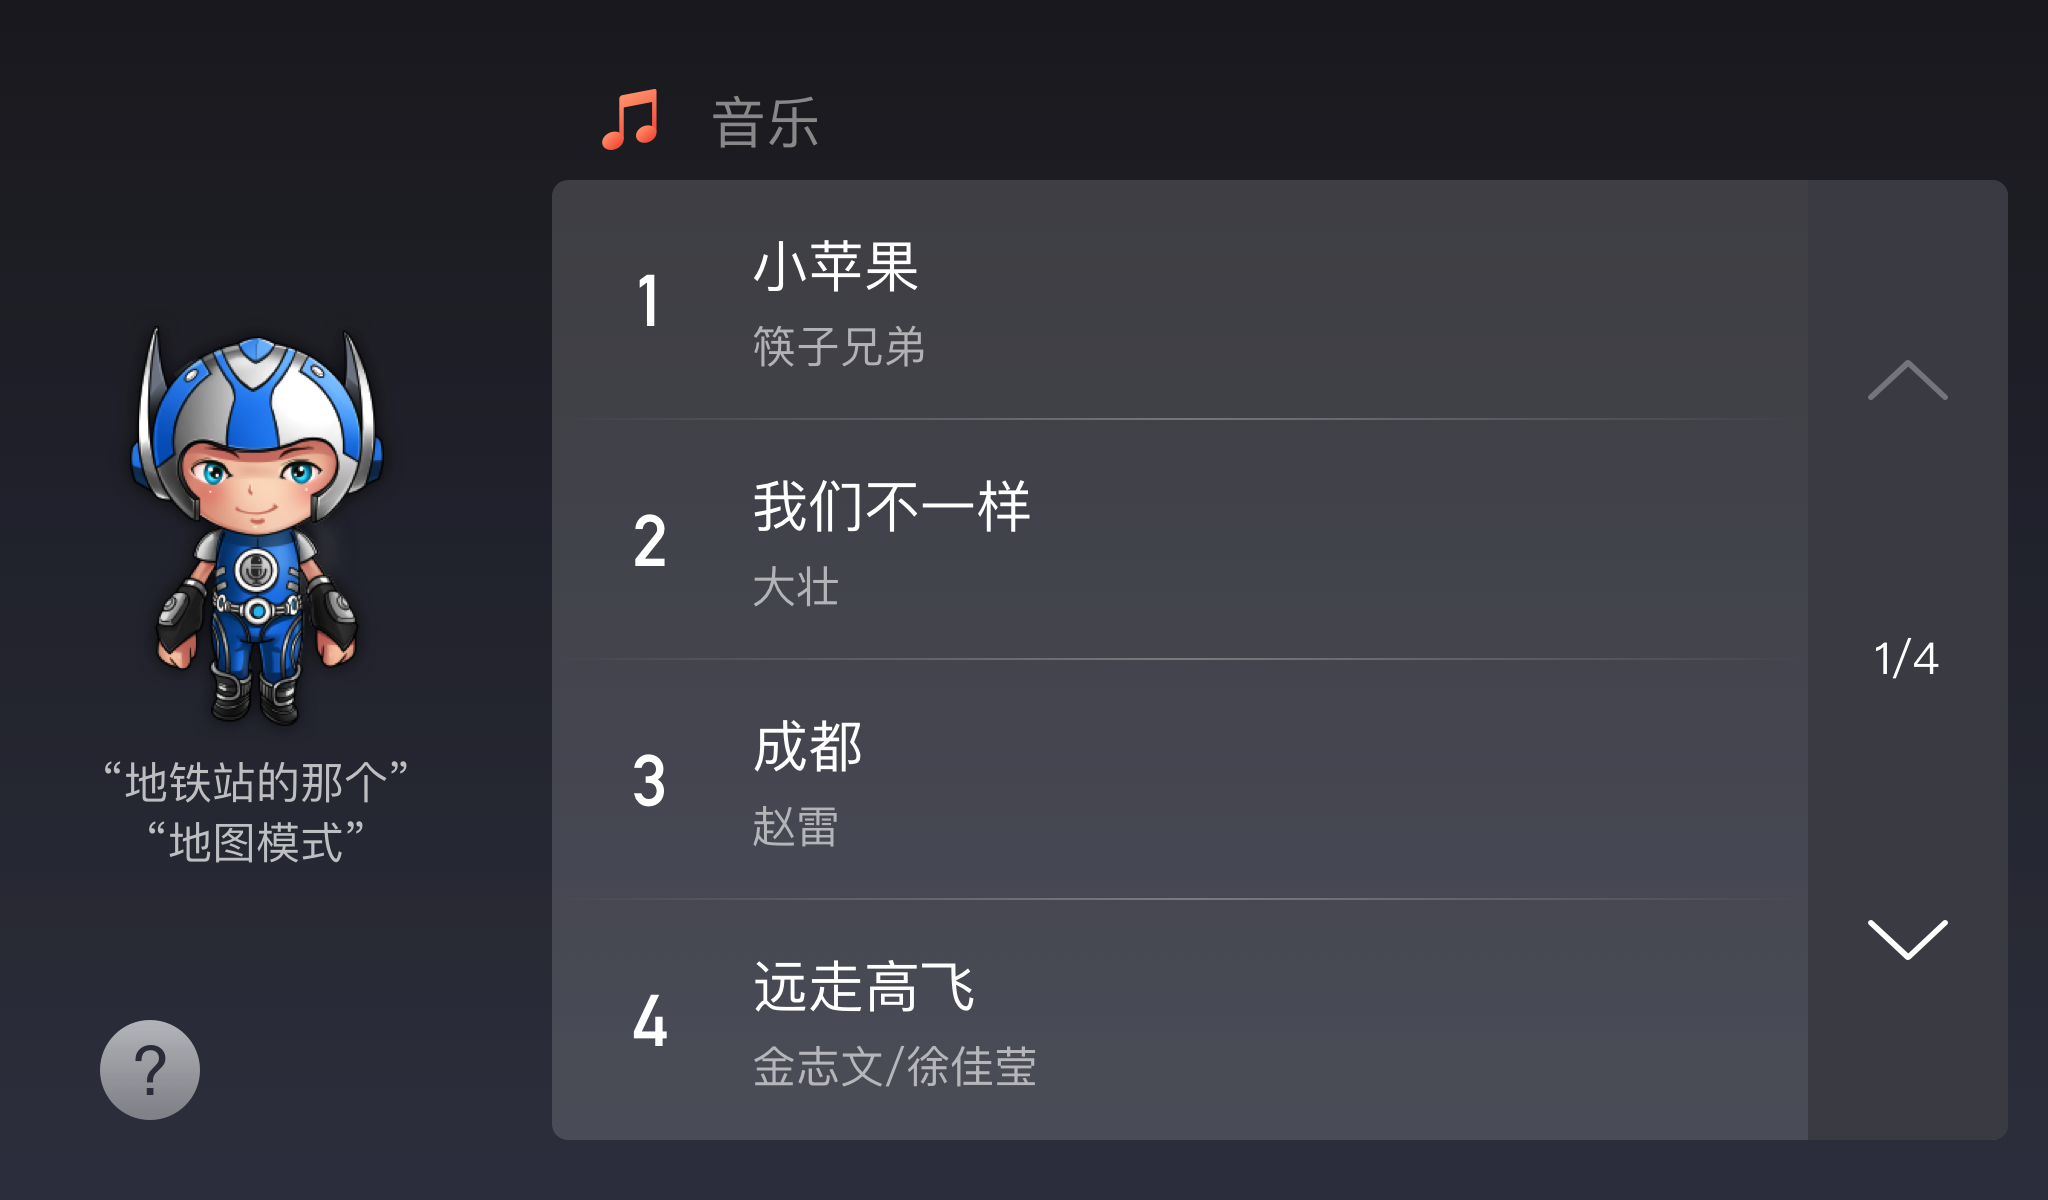 音乐
1
小苹果
筷子兄弟
2
我们不一样
大壮
3
成都
赵雷
4
远走高飞
金志文/徐佳莹
1/4
“地铁站的那个”
“地图模式”
?